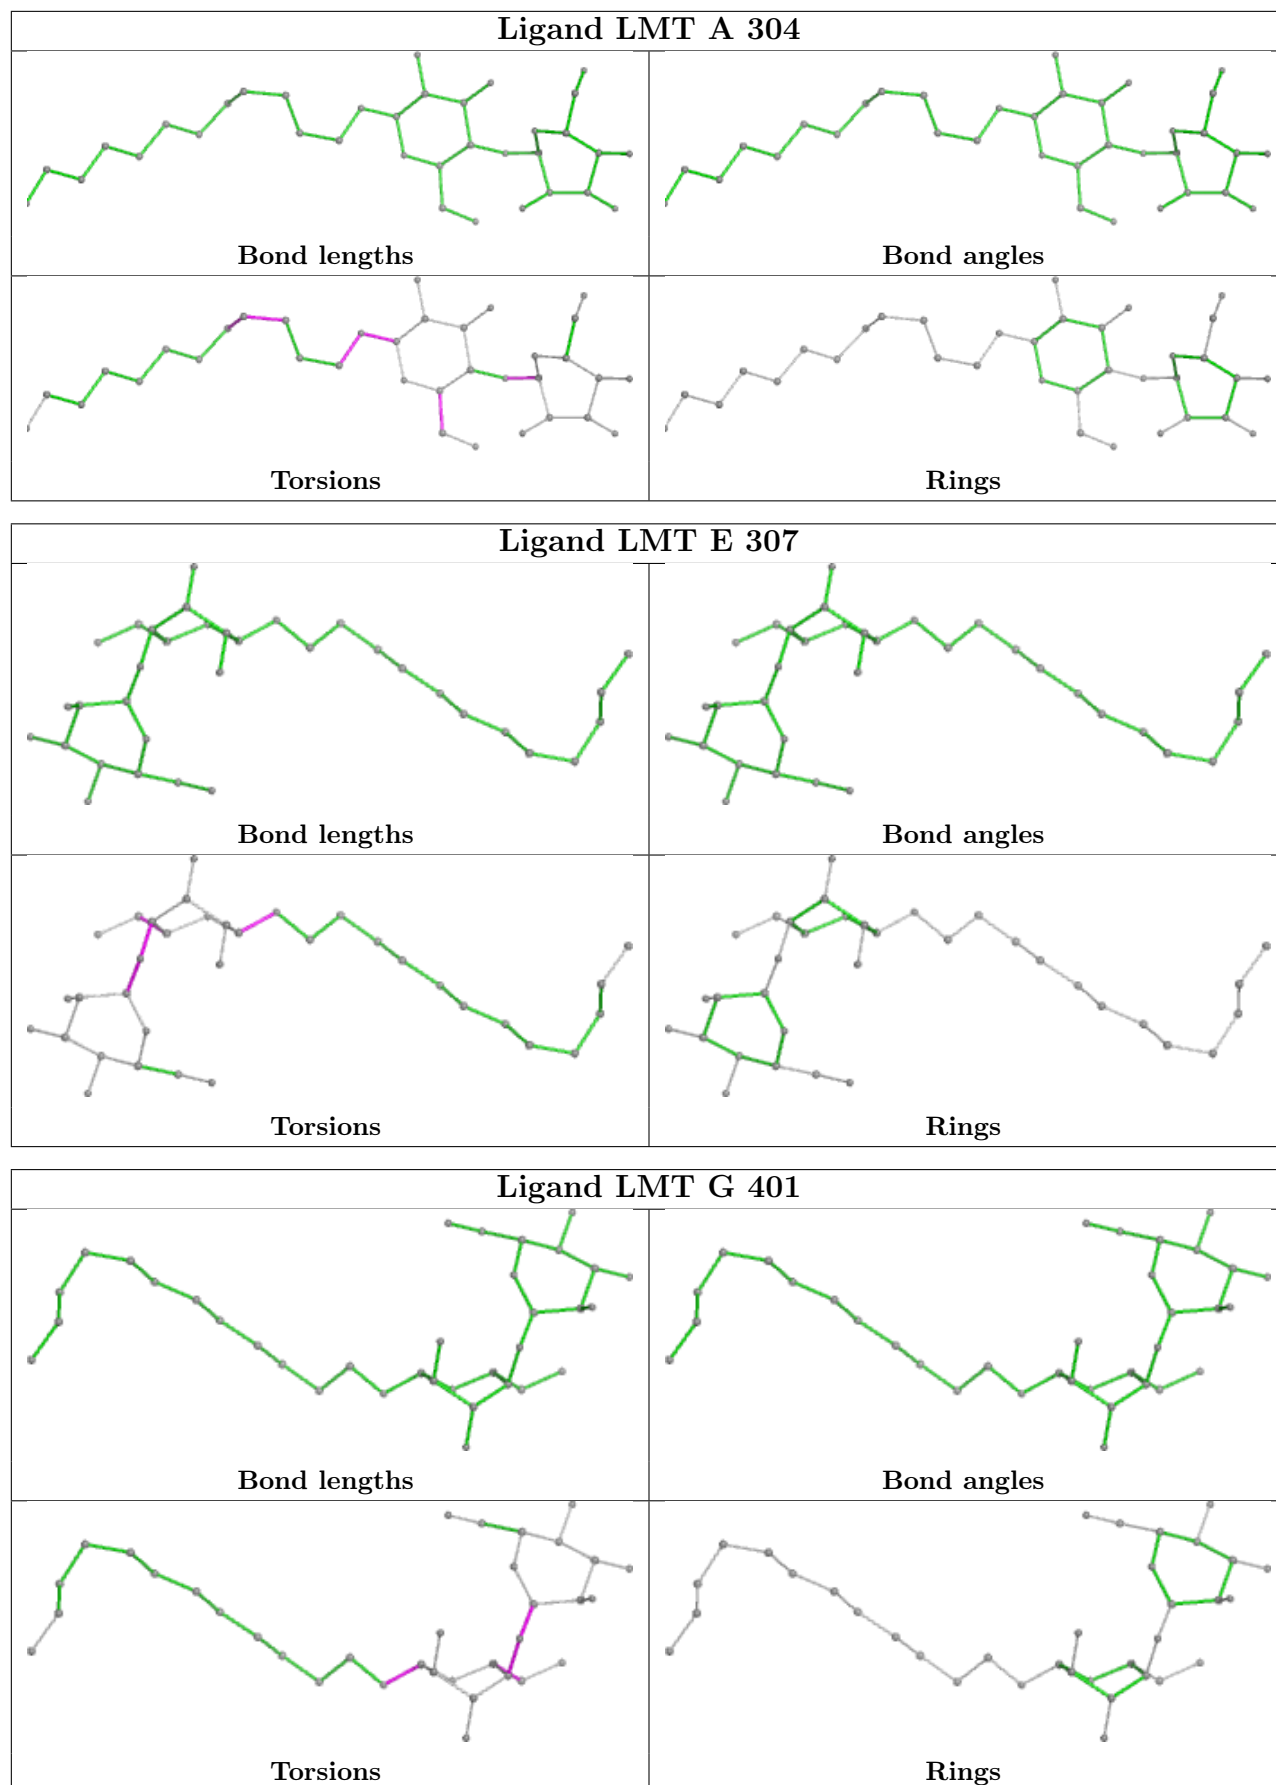 Ligand LMT A 304
Bond lengths
Bond angles
Torsions
Rings
Ligand LMT E 307
Bond lengths
Bond angles
Torsions
Rings
Ligand LMT G 401
Bond lengths
Bond angles
Torsions
Rings